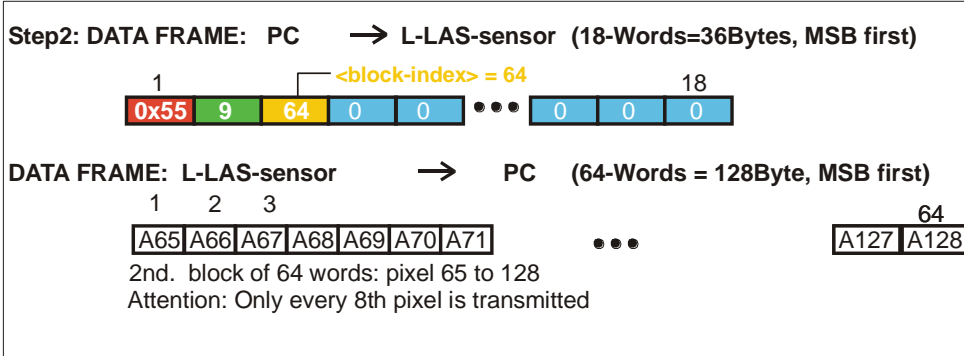 Step2: DATA FRAME: PC → L-LAS-sensor (18-Words=36Bytes, MSB first)
<block-index> = 64
1 18
0x55 9 64 0 0 ••• 0 0 0
DATA FRAME: L-LAS-sensor → PC (64-Words = 128Byte, MSB first)
1 2 3 64
A65 A66 A67 A68 A69 A70 A71 ••• A127 A128
2nd. block of 64 words: pixel 65 to 128
Attention: Only every 8th pixel is transmitted